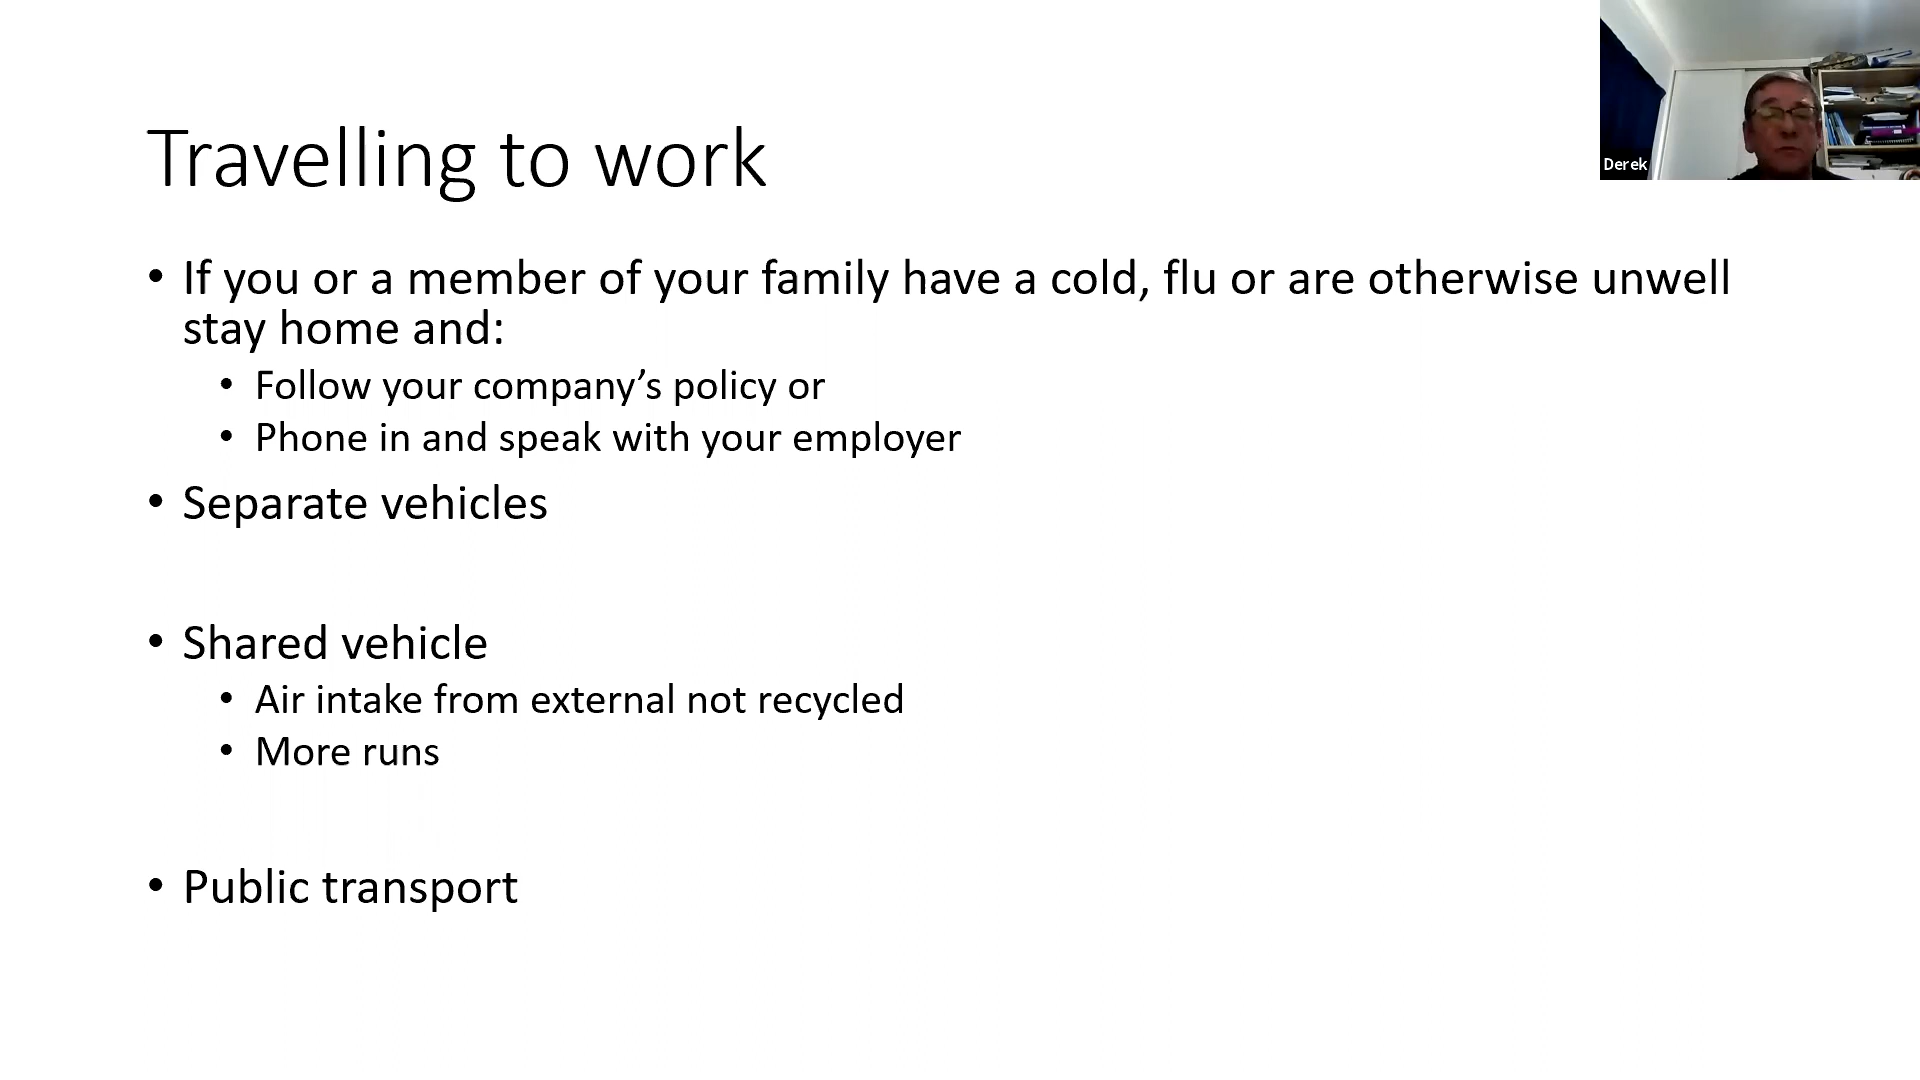 Travelling to work
Derek
• If you or a member of your family have a cold, flu or are otherwise unwell
stay home and:
• Follow your company’s policy or
• Phone in and speak with your employer
• Separate vehicles
• Shared vehicle
• Air intake from external not recycled
• More runs
• Public transport